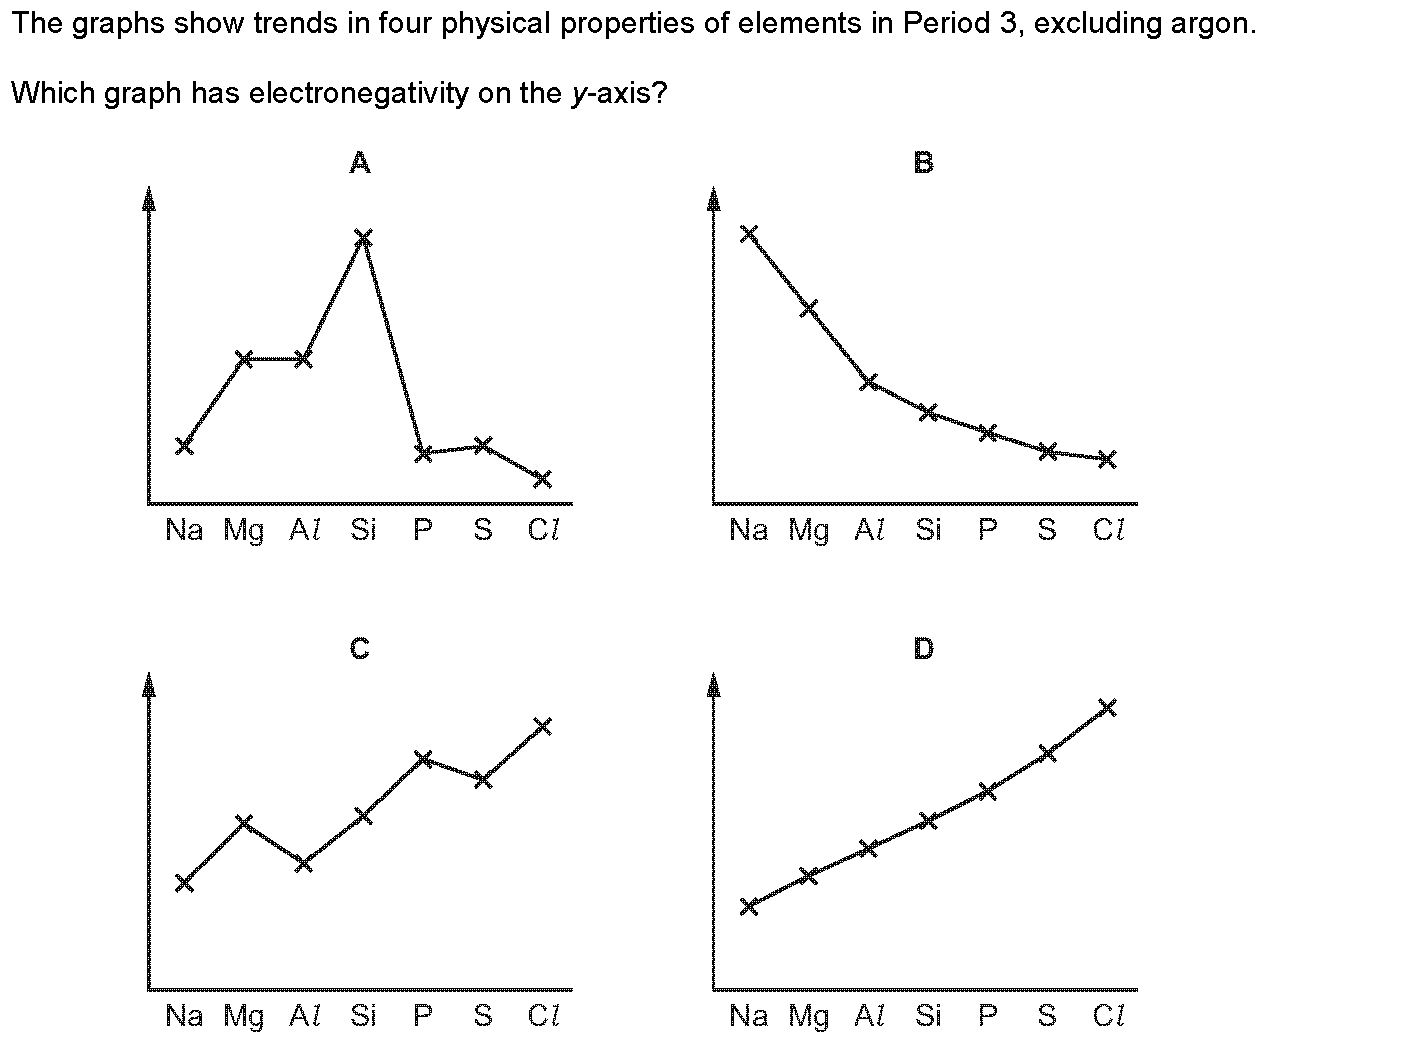 The graphs show trends in four physical properties of elements in Period 3, excluding argon.
Which graph has electronegativity on the y-axis?
A
B
Na Mg Al Si P S Cl
Na Mg Al Si P S Cl
C
D
Na Mg Al Si P S Cl
Na Mg Al Si P S Cl